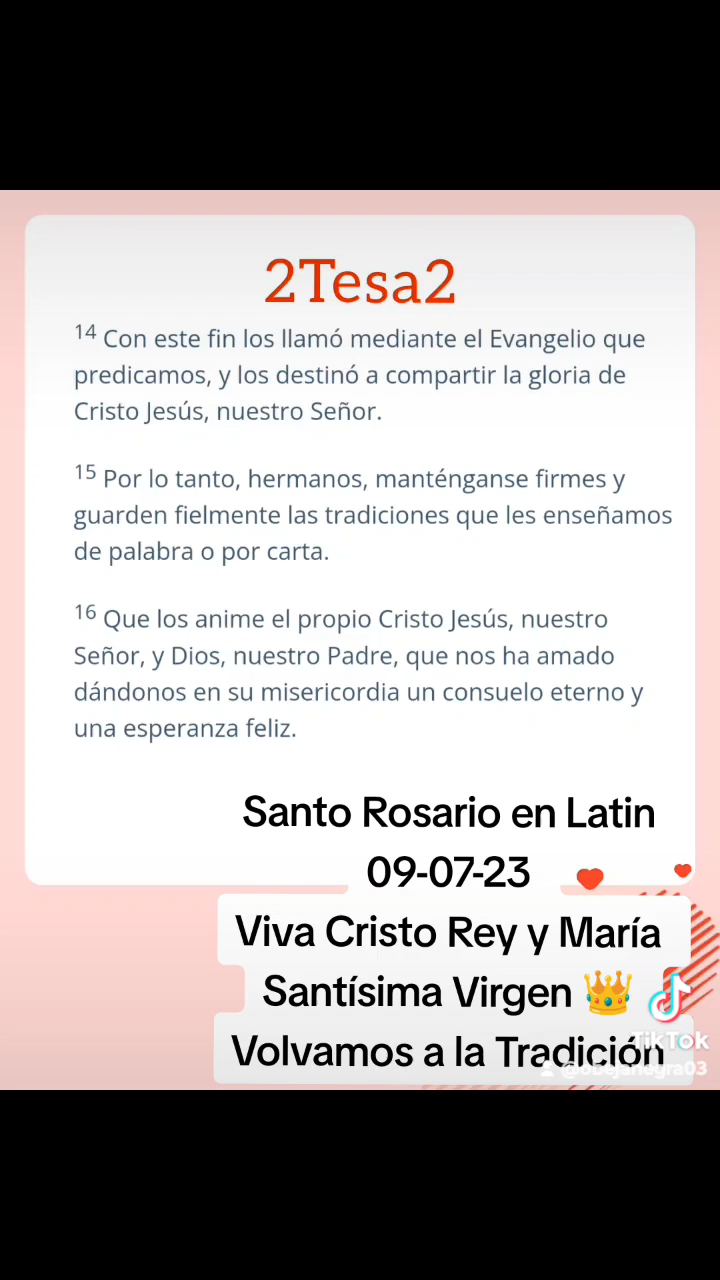 2Tesa2
14 Con este fin los llamó mediante el Evangelio que
predicamos, y los destinó a compartir la gloria de
Cristo Jesús, nuestro Señor.
15 Por lo tanto, hermanos, manténganse firmes y
guarden fielmente las tradiciones que les enseñamos
de palabra o por carta.
16 Que los anime el propio Cristo Jesús, nuestro
Señor, y Dios, nuestro Padre, que nos ha amado
dándonos en su misericordia un consuelo eterno y
una esperanza feliz.
Santo Rosario en Latin
09-07-23
Viva Cristo Rey y María
Santísima Virgen 👑
Volvamos a la Tradición
TikTok
@obejanegra03